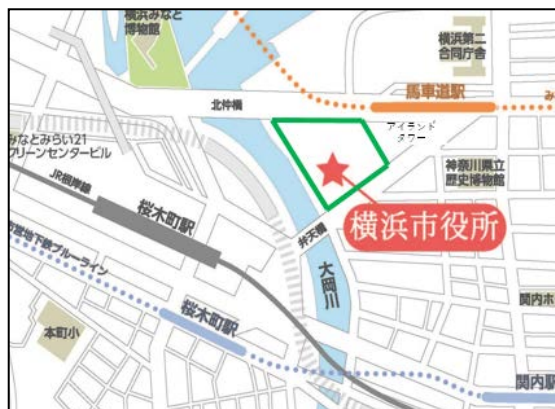 横浜みなと
博物館
横浜第二
合同庁舎
馬車道駅
み
北仲橋
アイランド
タワー
みなとみらい21
クリーンセンタービル
神奈川県立
歴史博物館
JR根岸線
桜木町駅
横浜市役所
弁天橋
市営地下鉄ブルーライン
大岡川
桜木町駅
関内ホ
本町小
関内駅